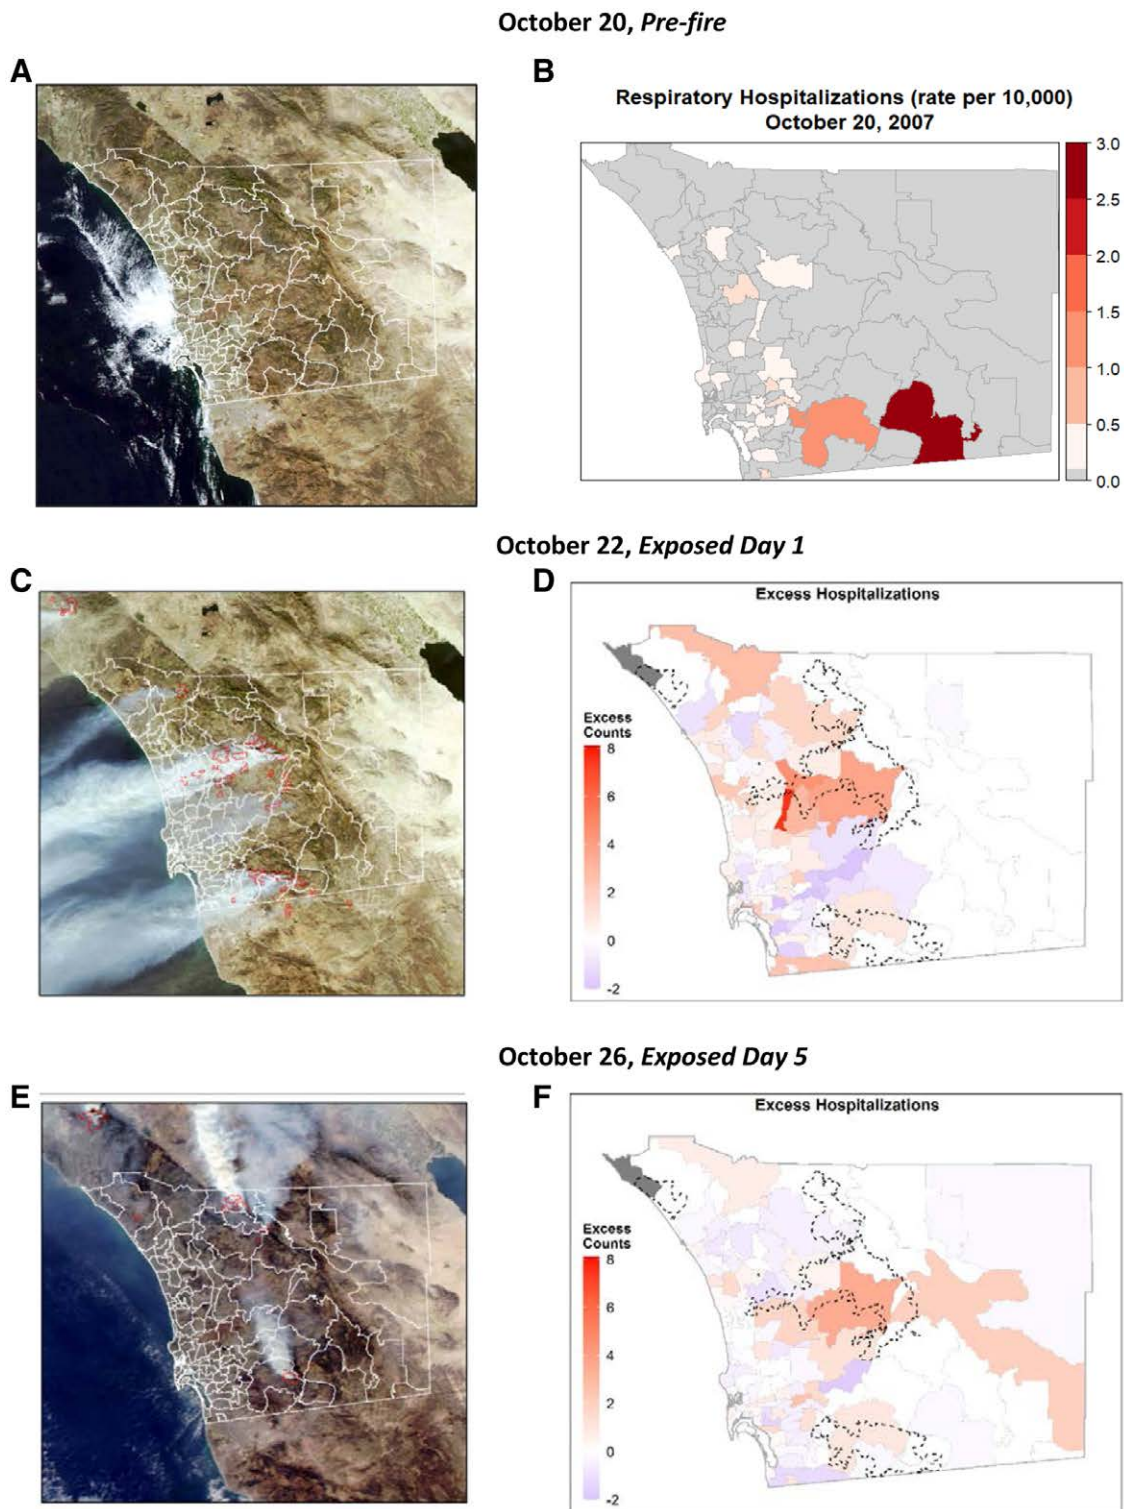 October 20, Pre-fire
A
B
Respiratory Hospitalizations (rate per 10,000)
October 20, 2007
3.0
2.5
2.0
1.5
1.0
0.5
0.0
October 22, Exposed Day 1
C
D
Excess Hospitalizations
Excess
Counts
8
6
4
2
0
-2
October 26, Exposed Day 5
E
F
Excess Hospitalizations
Excess
Counts
8
6
4
2
0
-2